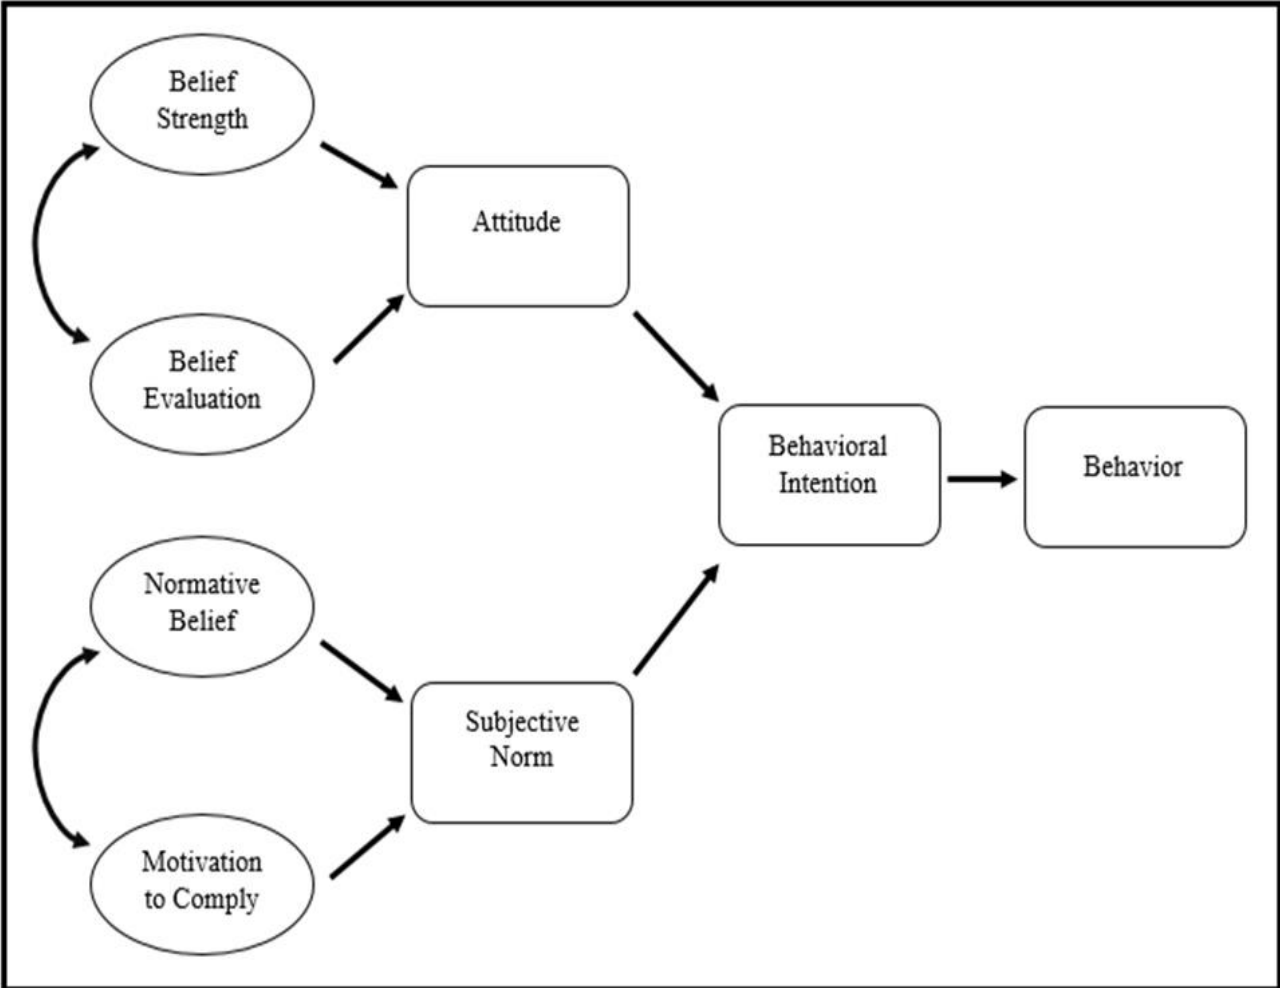 Belief
Strength
Attitude
Belief
Evaluation
Behavioral
Intention
Behavior
Normative
Belief
Subjective
Norm
Motivation
to Comply